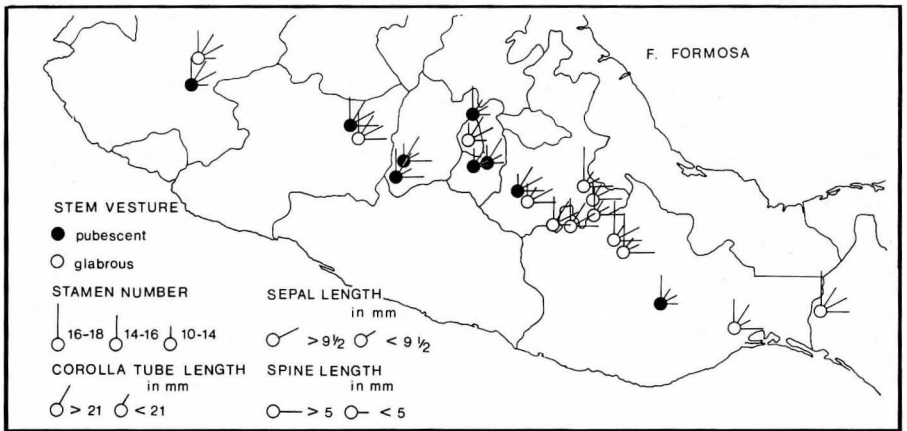 F. FORMOSA
STEM VESTURE
pubescent
glabrous
STAMEN NUMBER
16-18 14-16 10-14
COROLLA TUBE LENGTH
in mm
> 21 < 21
SEPAL LENGTH
in mm
> 9½ < 9½
SPINE LENGTH
in mm
> 5 < 5